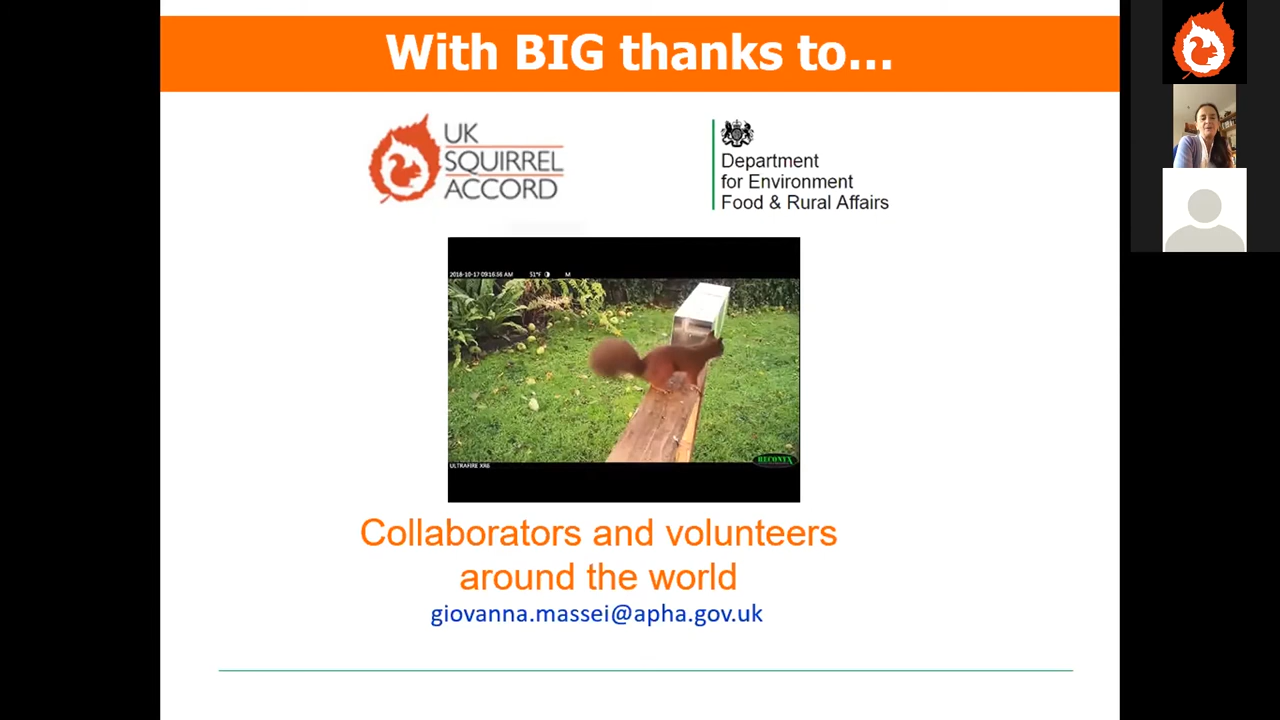 With BIG thanks to...
UK
SQUIRREL
ACCORD
Department
for Environment
Food & Rural Affairs
2018-10-17 09:16:56 AM 51°F M
ULTRAFIRE XR6
RECONYX
Collaborators and volunteers
around the world
giovanna.massei@apha.gov.uk